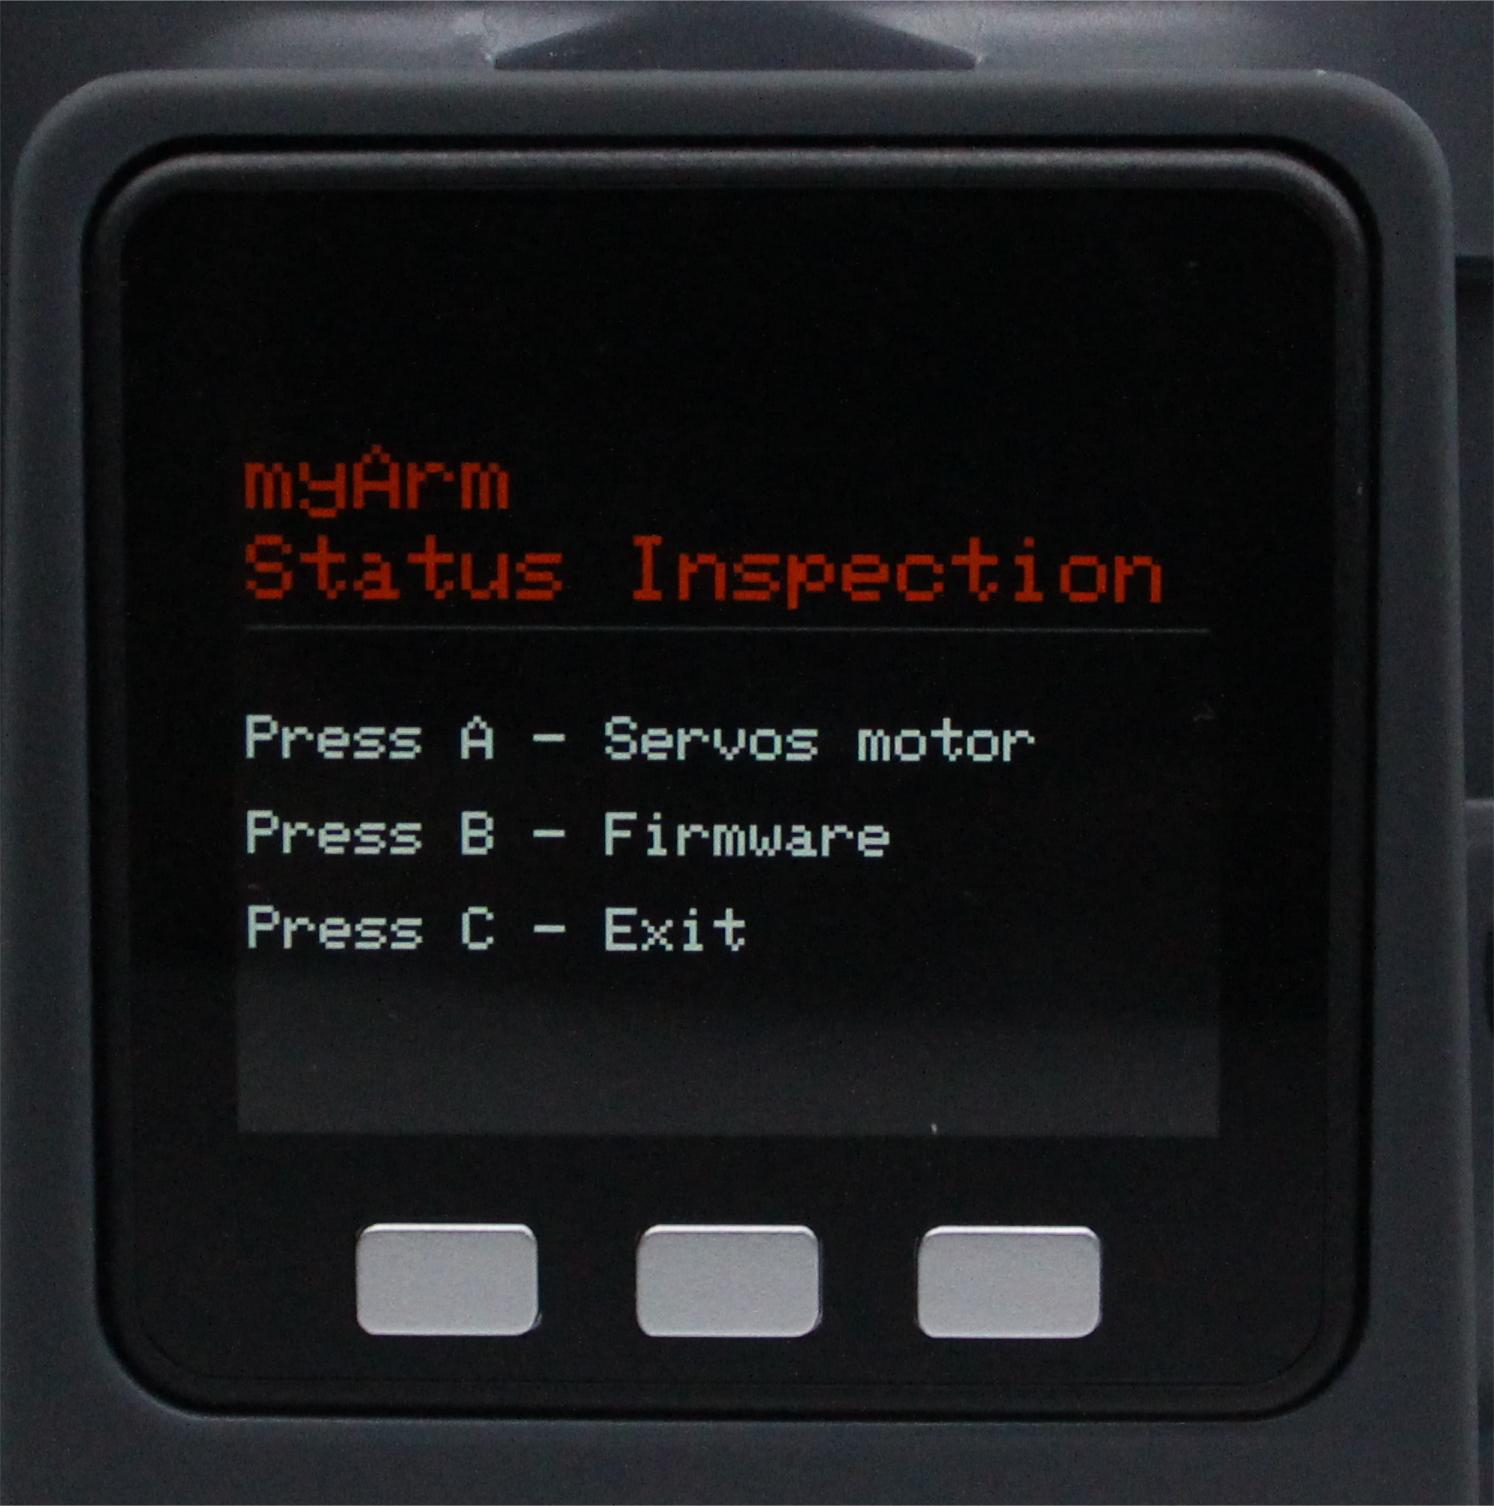 myArm
Status Inspection
Press A - Servos motor
Press B - Firmware
Press C - Exit